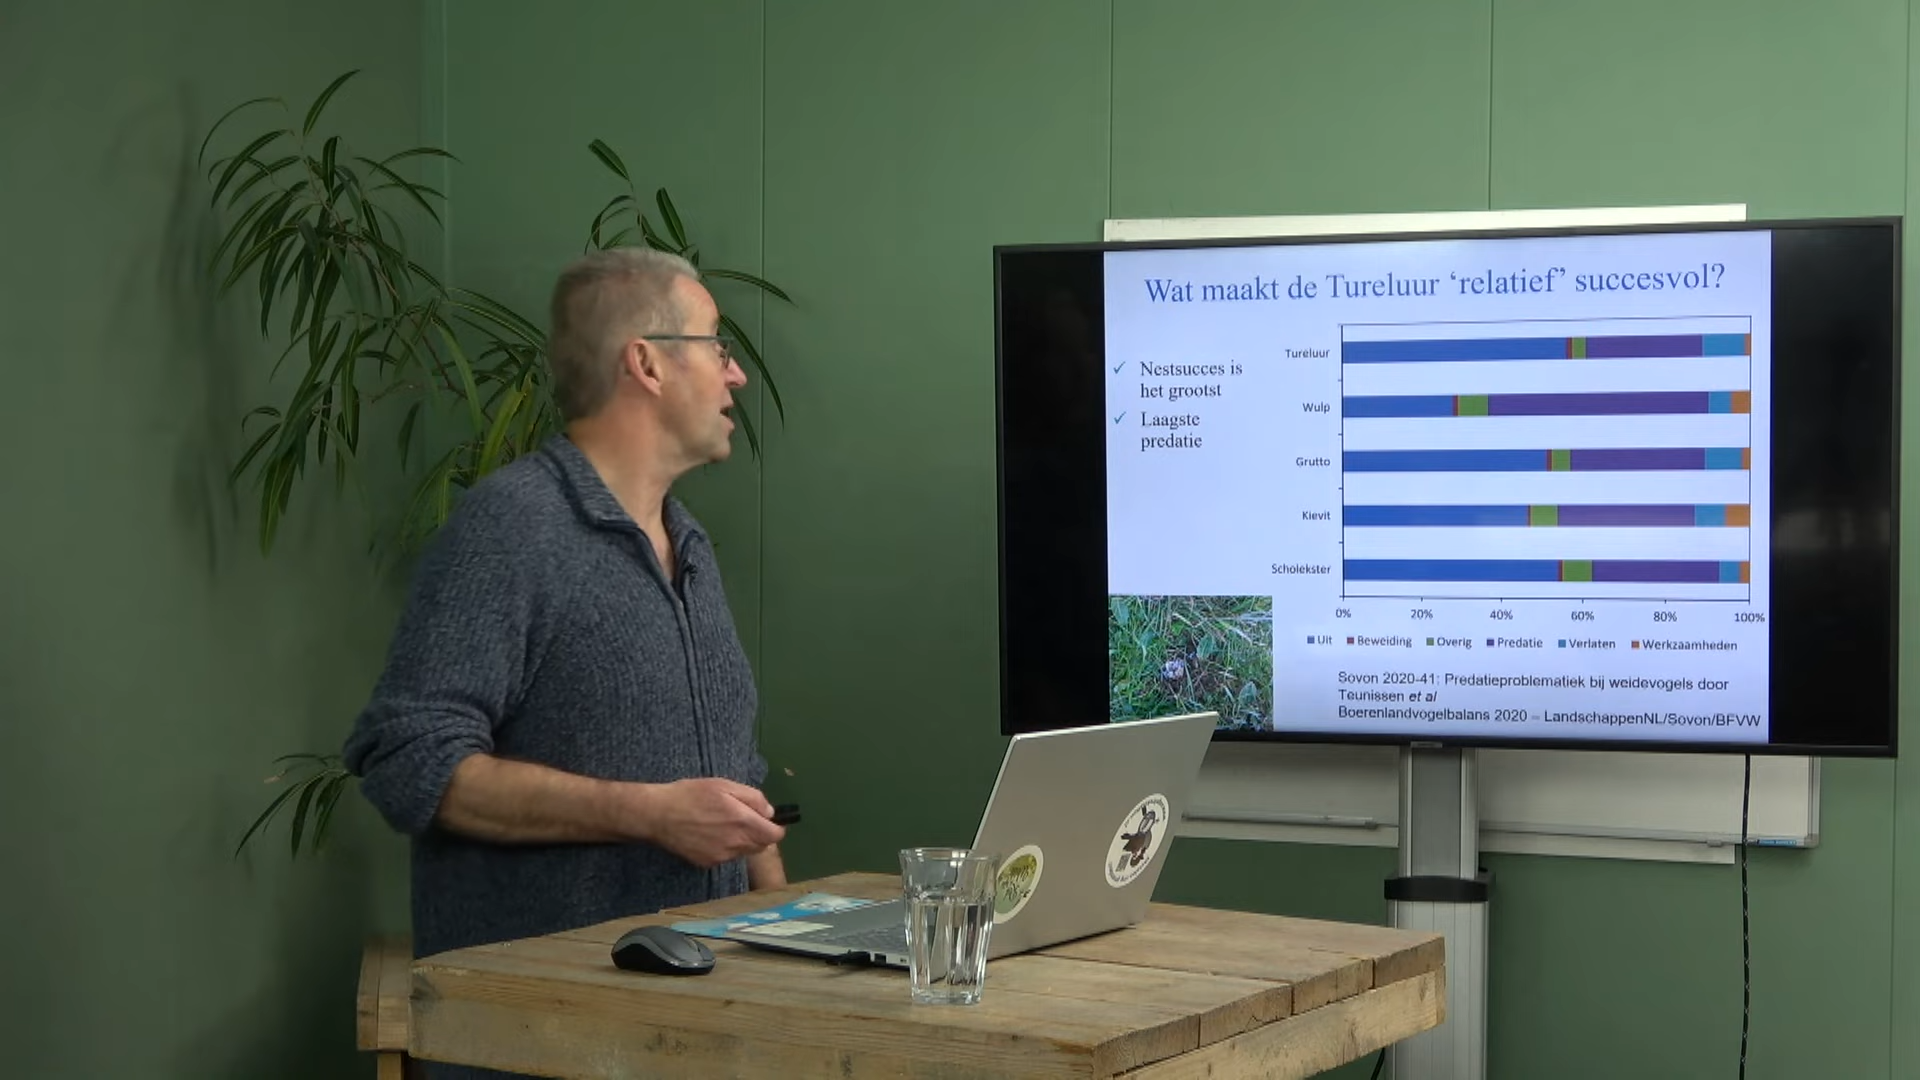 Wat maakt de Tureluur ‘relatief’ succesvol?
✓ Nestsucces is
het grootst
✓ Laagste
predatie
Tureluur
Wulp
Grutto
Kievit
Scholekster
0% 20% 40% 60% 80% 100%
Uit Beweiding Overig Predatie Verlaten Werkzaamheden
Sovon 2020-41: Predatieproblematiek bij weidevogels door
Teunissen et al
Boerenlandvogelbalans 2020 – LandschappenNL/Sovon/BFVW